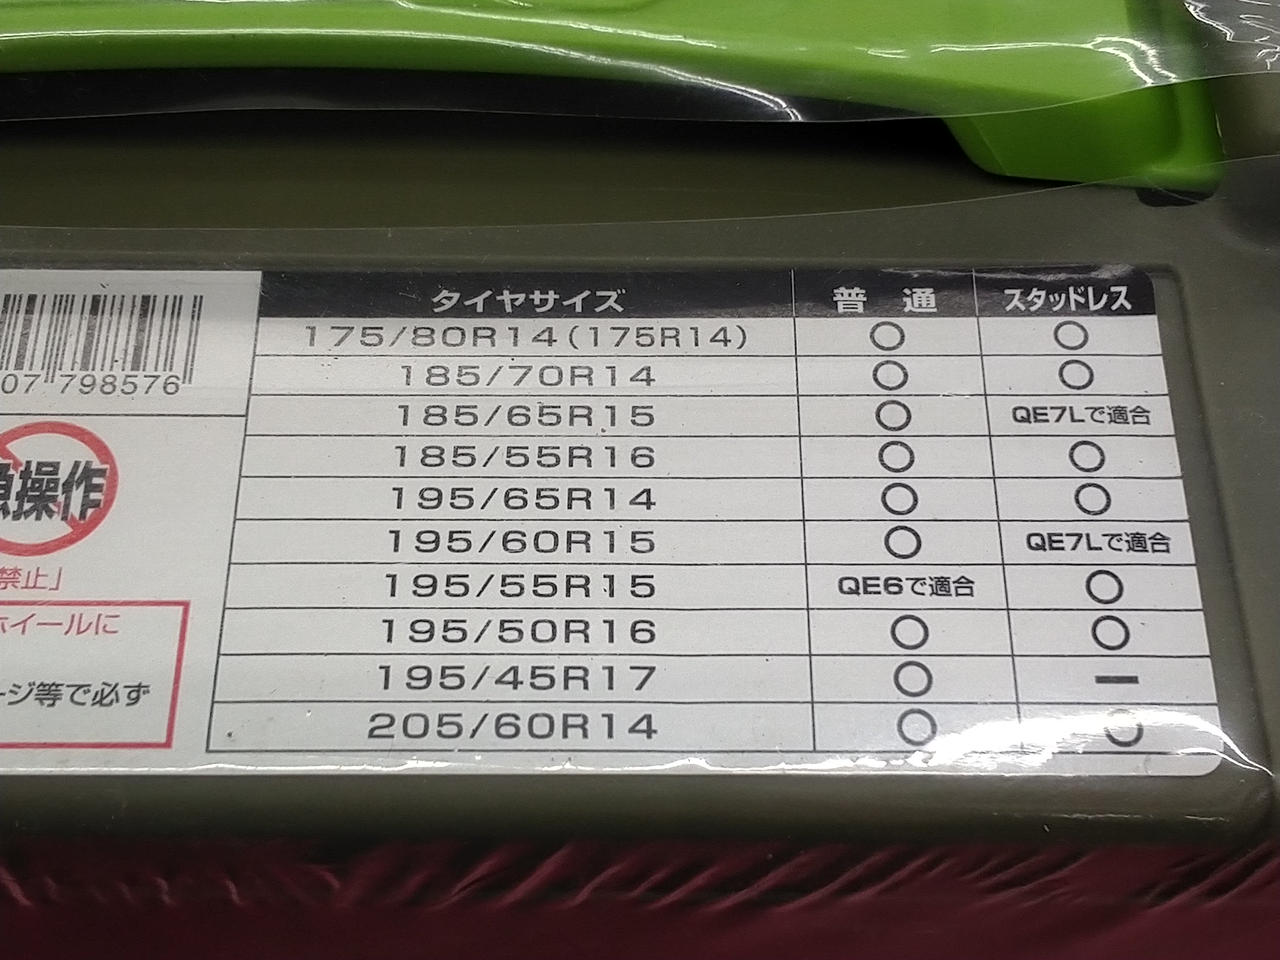 タイヤサイズ 普通 スタッドレス
175/80R14(175R14) ○ ○
185/70R14 ○ ○
185/65R15 ○ QE7Lで適合
185/55R16 ○ ○
195/65R14 ○ ○
195/60R15 ○ QE7Lで適合
195/55R15 QE6で適合 ○
195/50R16 ○ ○
195/45R17 ○ ー
205/60R14 ○ ○
07 798576
操作
禁止」
ホイールに
ージ等で必ず